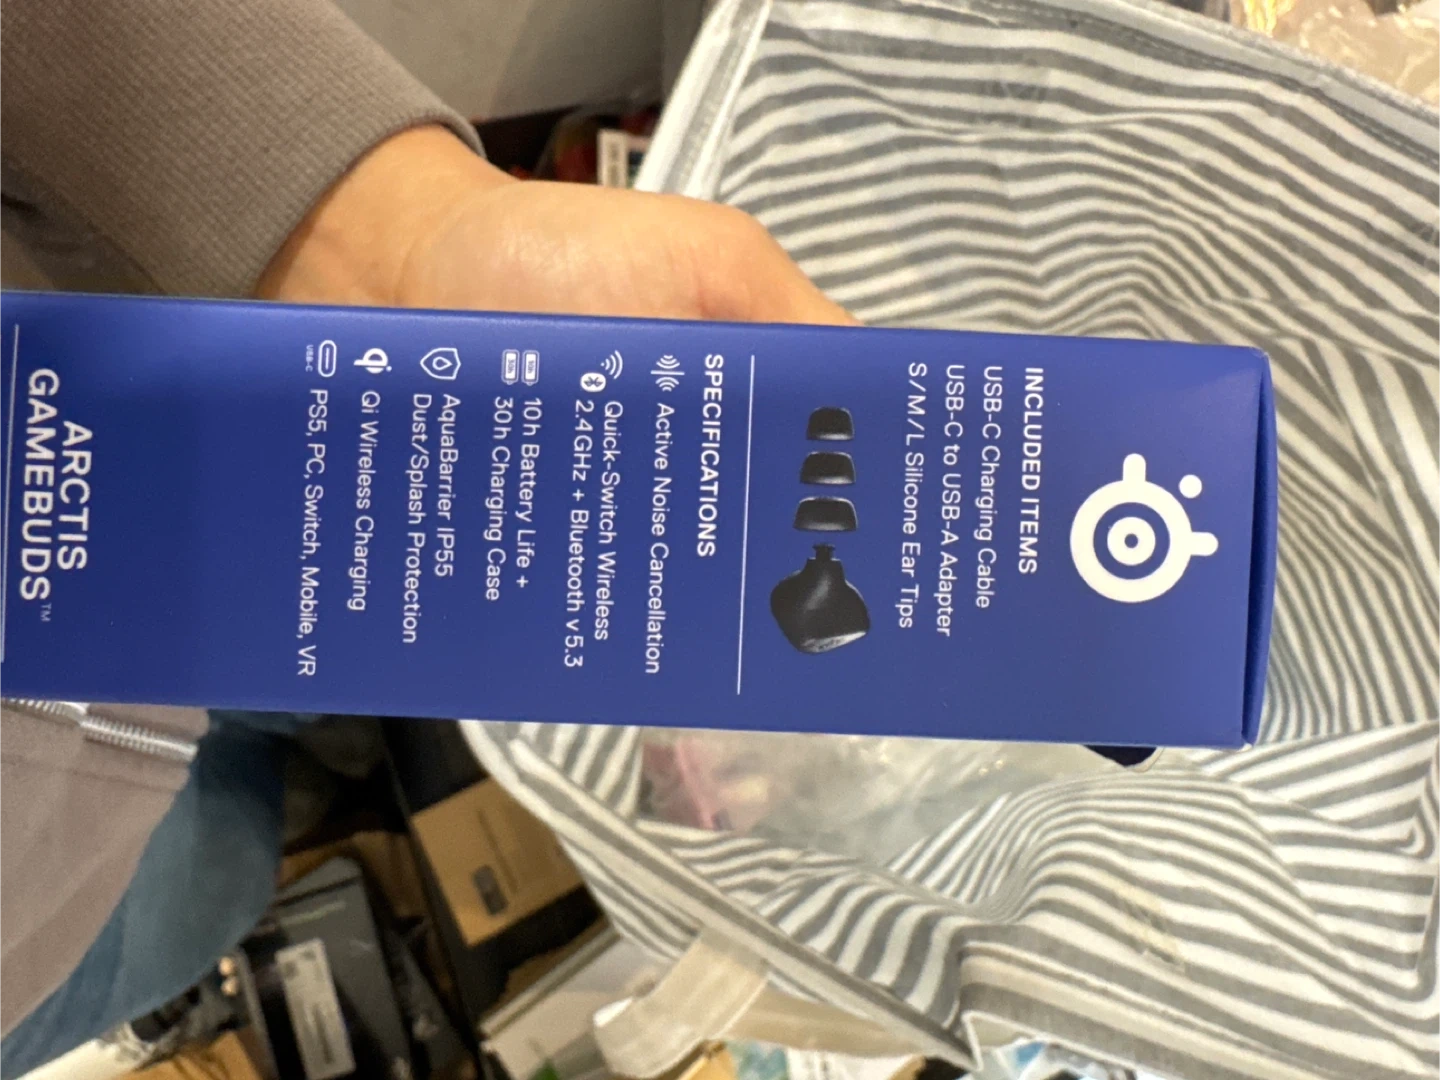 INCLUDED ITEMS
USB-C Charging Cable
USB-C to USB-A Adapter
S/M/L Silicone Ear Tips
SPECIFICATIONS
Active Noise Cancellation
Quick-Switch Wireless
2.4GHz + Bluetooth v 5.3
10h Battery Life +
30h Charging Case
AquaBarrier IP55
Dust/Splash Protection
Qi Wireless Charging
USB-C
PS5, PC, Switch, Mobile, VR
ARCTIS
GAMEBUDS™